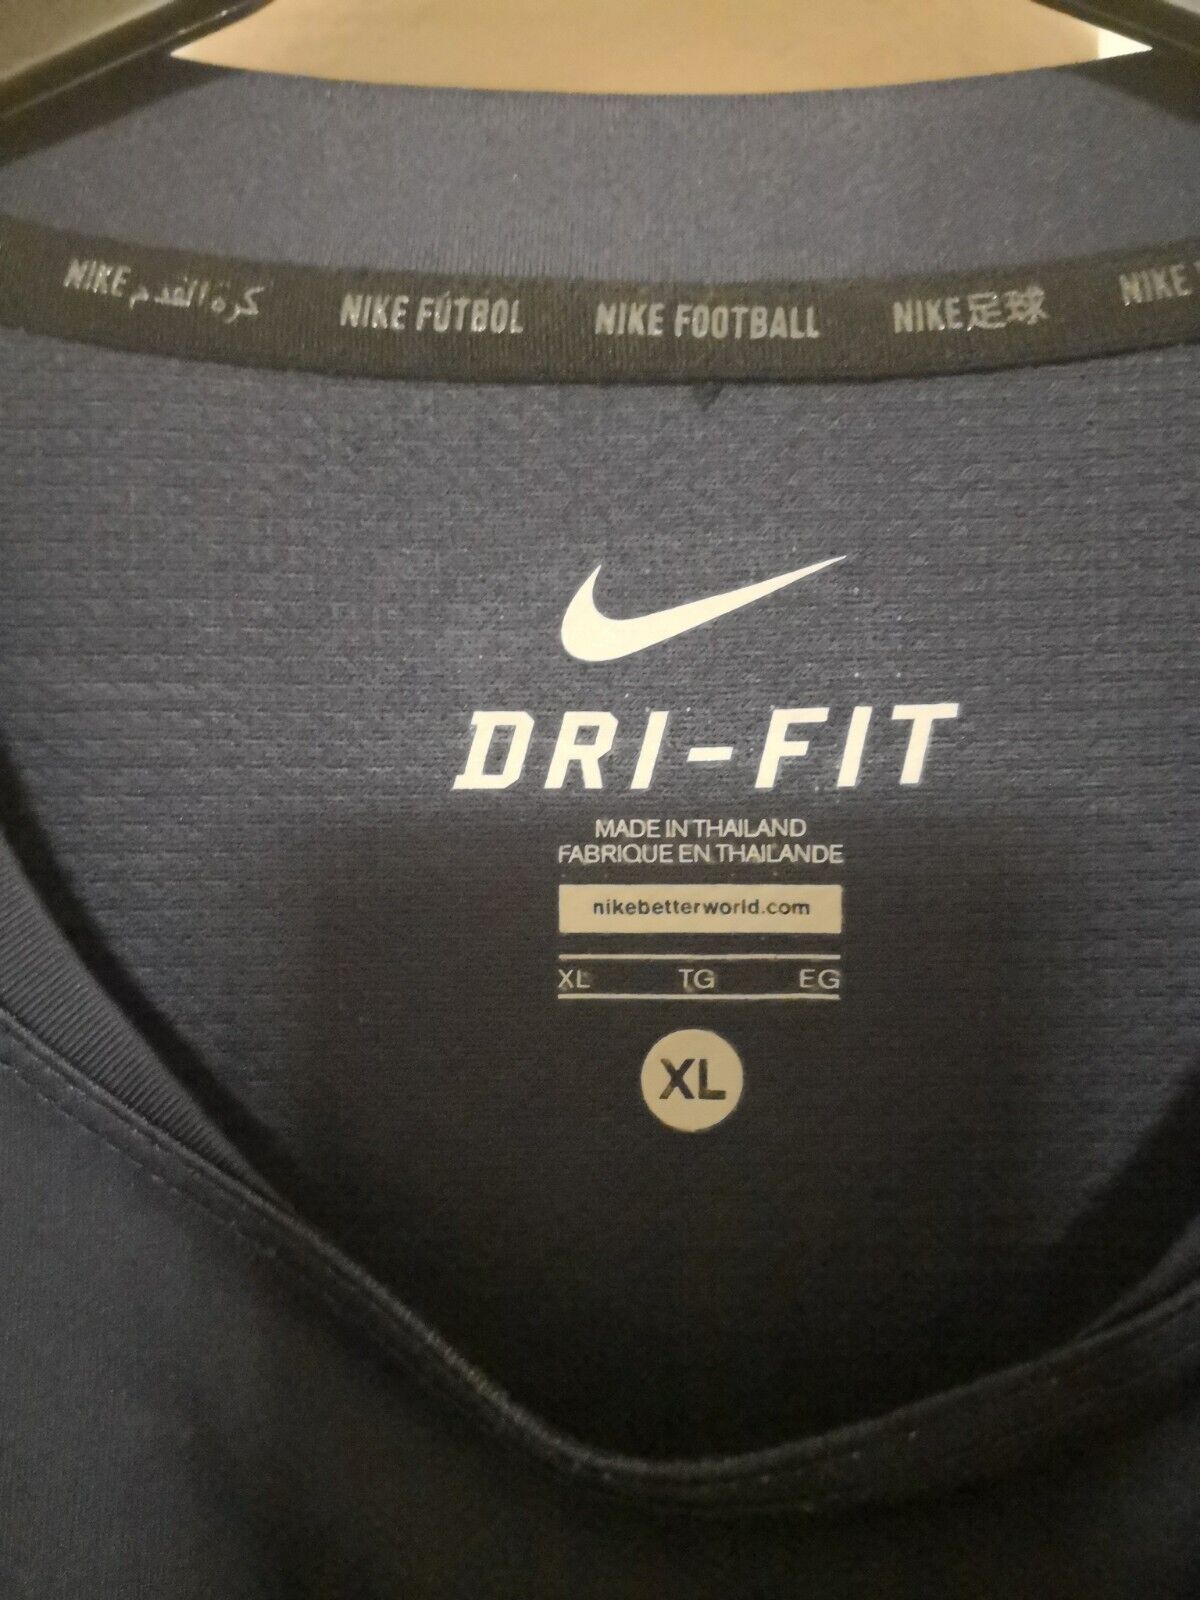 NIKE كرة القدم NIKE FÚTBOL NIKE FOOTBALL NIKE足球 NIKE
DRI-FIT
MADE IN THAILAND
FABRIQUE EN THAILANDE
nikebetterworld.com
XL TG EG
XL